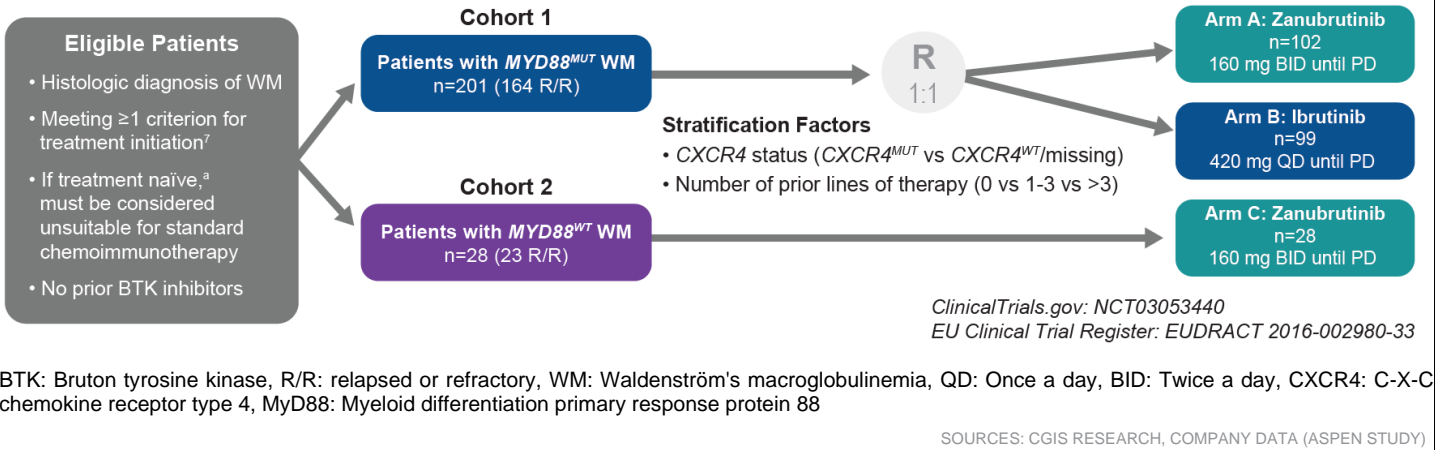 Eligible Patients
• Histologic diagnosis of WM
• Meeting ≥1 criterion for
treatment initiation⁷
• If treatment naïve,ᵃ
must be considered
unsuitable for standard
chemoimmunotherapy
• No prior BTK inhibitors
Cohort 1
Patients with MYD88ᴹᵁᵀ WM
n=201 (164 R/R)
Cohort 2
Patients with MYD88ᵂᵀ WM
n=28 (23 R/R)
R
1:1
Stratification Factors
• CXCR4 status (CXCR4ᴹᵁᵀ vs CXCR4ᵂᵀ/missing)
• Number of prior lines of therapy (0 vs 1-3 vs >3)
Arm A: Zanubrutinib
n=102
160 mg BID until PD
Arm B: Ibrutinib
n=99
420 mg QD until PD
Arm C: Zanubrutinib
n=28
160 mg BID until PD
ClinicalTrials.gov: NCT03053440
EU Clinical Trial Register: EUDRACT 2016-002980-33
BTK: Bruton tyrosine kinase, R/R: relapsed or refractory, WM: Waldenström's macroglobulinemia, QD: Once a day, BID: Twice a day, CXCR4: C-X-C
chemokine receptor type 4, MyD88: Myeloid differentiation primary response protein 88
SOURCES: CGIS RESEARCH, COMPANY DATA (ASPEN STUDY)